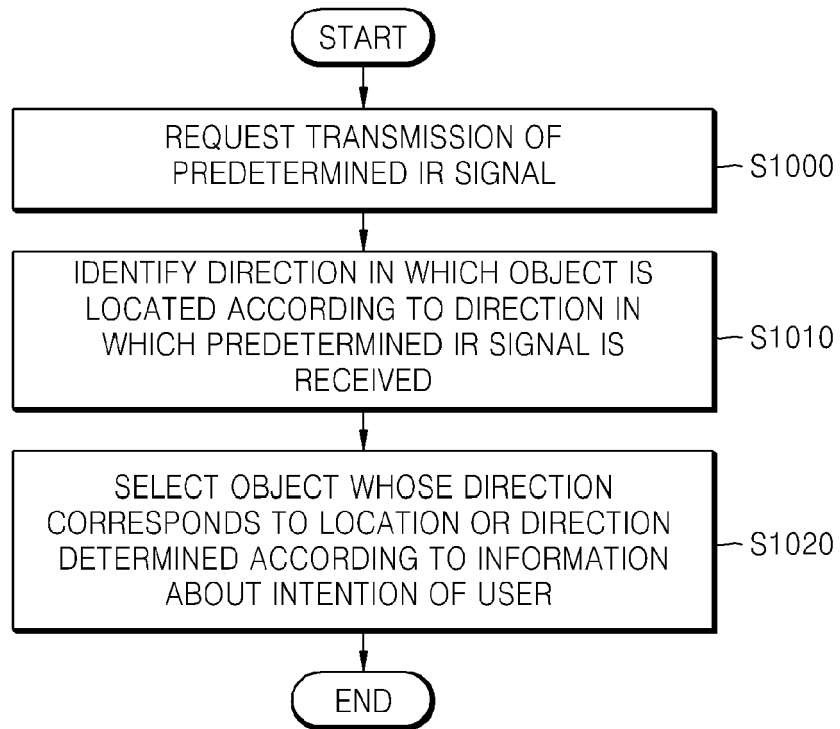 START
REQUEST TRANSMISSION OF
PREDETERMINED IR SIGNAL
S1000
IDENTIFY DIRECTION IN WHICH OBJECT IS
LOCATED ACCORDING TO DIRECTION IN
WHICH PREDETERMINED IR SIGNAL IS
RECEIVED
S1010
SELECT OBJECT WHOSE DIRECTION
CORRESPONDS TO LOCATION OR DIRECTION
DETERMINED ACCORDING TO INFORMATION
ABOUT INTENTION OF USER
S1020
END